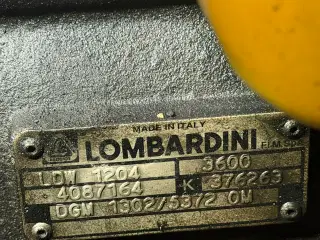 MADE IN ITALY
LOMBARDINI
LDW 1204 3600
4087164 K 376263
DGM 1302/5372 OM